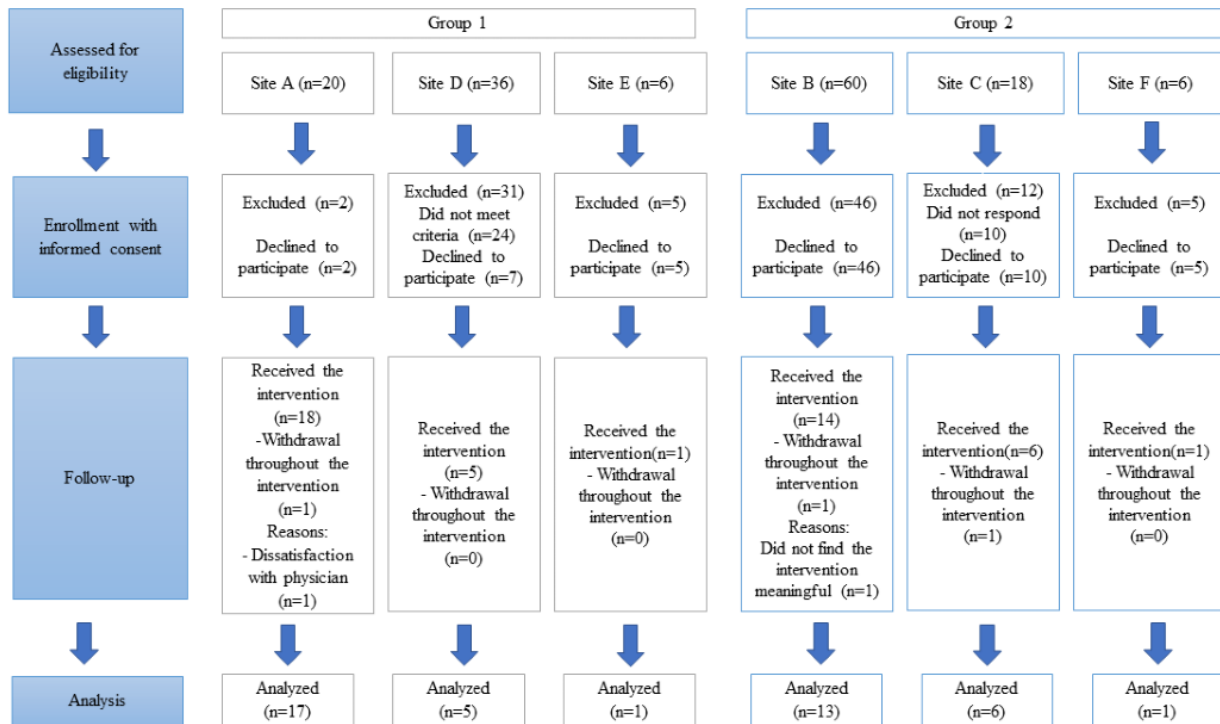 Assessed for
eligibility
Group 1
Group 2
Site A (n=20)
Site D (n=36)
Site E (n=6)
Site B (n=60)
Site C (n=18)
Site F (n=6)
Enrollment with
informed consent
Excluded (n=2)
Declined to
participate (n=2)
Excluded (n=31)
Did not meet
criteria (n=24)
Declined to
participate (n=7)
Excluded (n=5)
Declined to
participate (n=5)
Excluded (n=46)
Declined to
participate (n=46)
Excluded (n=12)
Did not respond
(n=10)
Declined to
participate (n=10)
Excluded (n=5)
Declined to
participate (n=5)
Follow-up
Received the
intervention
(n=18)
- Withdrawal
throughout the
intervention
(n=1)
Reasons:
- Dissatisfaction
with physician
(n=1)
Received the
intervention
(n=5)
- Withdrawal
throughout the
intervention
(n=0)
Received the
intervention(n=1)
- Withdrawal
throughout the
intervention
(n=0)
Received the
intervention
(n=14)
- Withdrawal
throughout the
intervention
(n=1)
Reasons:
Did not find the
intervention
meaningful (n=1)
Received the
intervention(n=6)
- Withdrawal
throughout the
intervention
(n=1)
Received the
intervention(n=1)
- Withdrawal
throughout the
intervention
(n=0)
Analysis
Analyzed
(n=17)
Analyzed
(n=5)
Analyzed
(n=1)
Analyzed
(n=13)
Analyzed
(n=6)
Analyzed
(n=1)